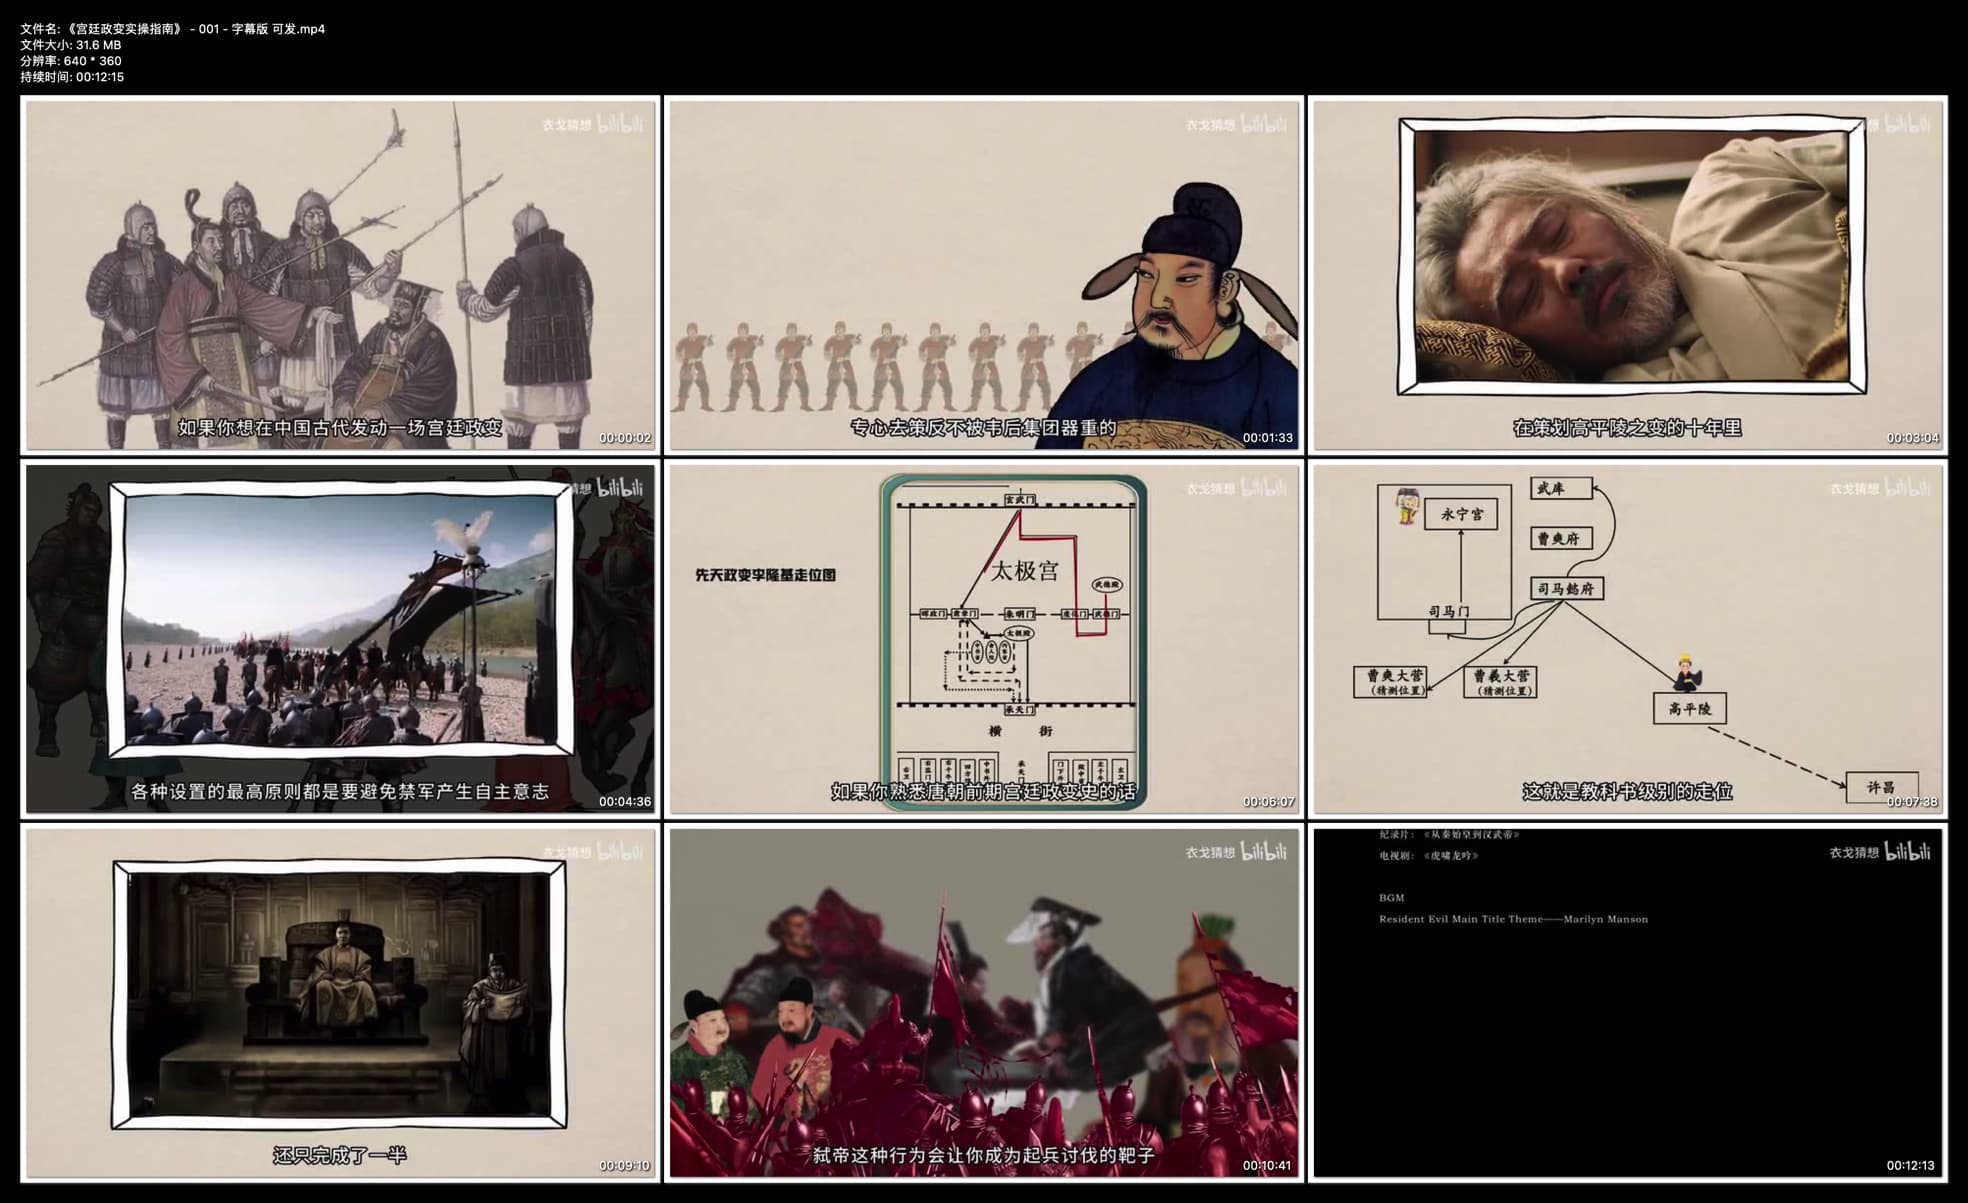 文件名: 《宫廷政变实操指南》 - 001 - 字幕版 可发.mp4
文件大小: 31.6 MB
分辨率: 640 * 360
持续时间: 00:12:15
衣戈猜想 bilibili
如果你想在中国古代发动一场宫廷政变
00:00:02
衣戈猜想 bilibili
专心去策反不被韦后集团器重的
00:01:33
想 bilibili
在策划高平陵之变的十年里
00:03:04
猜想 bilibili
各种设置的最高原则都是要避免禁军产生自主意志
00:04:36
衣戈猜想 bilibili
先天政变李隆基走位图
玄武门
太极宫
武德殿
朱明门
太极殿
承天门
横 街
如果你熟悉唐朝前期宫廷政变史的话
00:06:07
衣戈猜想 bilibili
武库
永宁宫
曹爽府
司马懿府
司马门
曹爽大营
(猜测位置)
曹羲大营
(猜测位置)
高平陵
许昌
这就是教科书级别的走位
00:07:38
衣戈猜想 bilibili
还只完成了一半
00:09:10
衣戈猜想 bilibili
弑帝这种行为会让你成为起兵讨伐的靶子
00:10:41
纪录片: 《从秦始皇到汉武帝》
衣戈猜想 bilibili
电视剧: 《虎啸龙吟》
BGM
Resident Evil Main Title Theme——Marilyn Manson
00:12:13